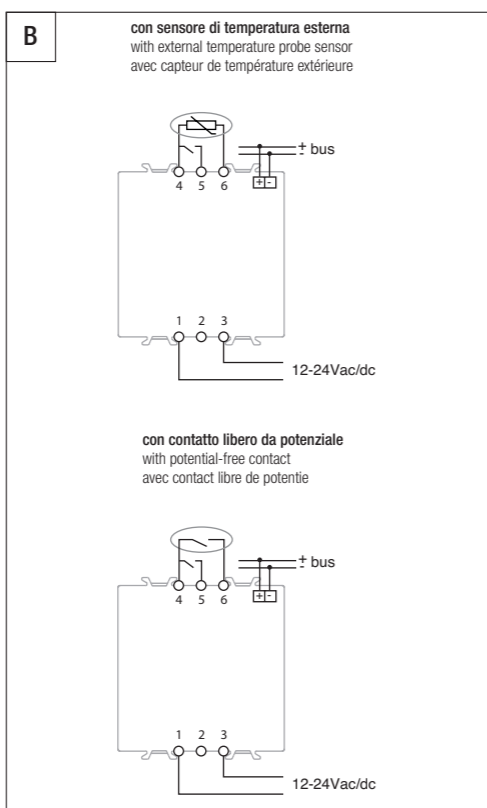 B
con sensore di temperatura esterna
with external temperature probe sensor
avec capteur de température extérieure
+ bus
-
4 5 6 + -
1 2 3
12-24Vac/dc
con contatto libero da potenziale
with potential-free contact
avec contact libre de potentie
+ bus
-
4 5 6 + -
1 2 3
12-24Vac/dc